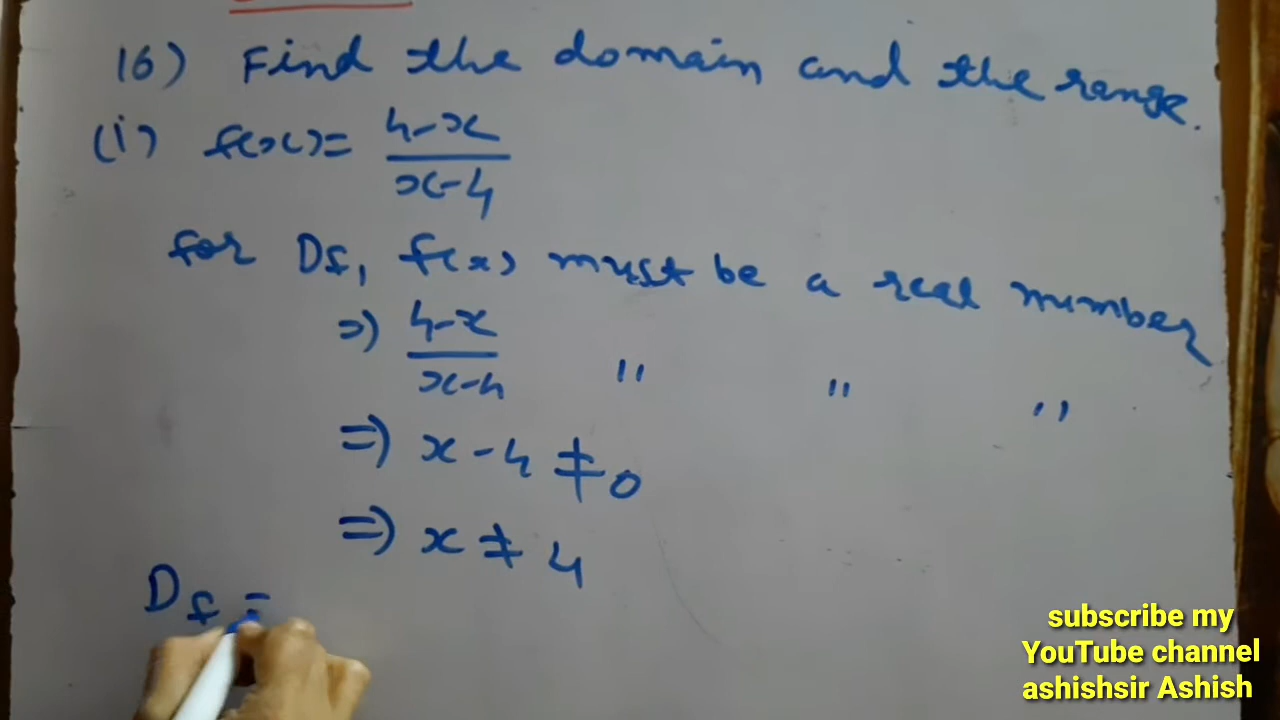 16) Find the domain and the range.
(i) f(x)= 4-x
x-4
for Df, f(x) must be a real number
=) 4-x
x-4 " " "
=) x-4 ≠ 0
=) x ≠ 4
Df =
subscribe my
YouTube channel
ashishsir Ashish